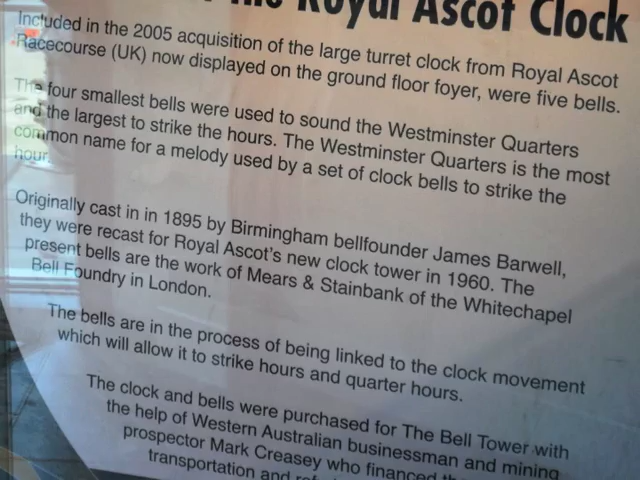 Royal Ascot Clock
Included in the 2005 acquisition of the large turret clock from Royal Ascot
Racecourse (UK) now displayed on the ground floor foyer, were five bells.
The four smallest bells were used to sound the Westminster Quarters
and the largest to strike the hours. The Westminster Quarters is the most
common name for a melody used by a set of clock bells to strike the
hour.
Originally cast in in 1895 by Birmingham bellfounder James Barwell,
they were recast for Royal Ascot's new clock tower in 1960. The
present bells are the work of Mears & Stainbank of the Whitechapel
Bell Foundry in London.
The bells are in the process of being linked to the clock movement
which will allow it to strike hours and quarter hours.
The clock and bells were purchased for The Bell Tower with
the help of Western Australian businessman and mining
prospector Mark Creasey who financed
transportation and